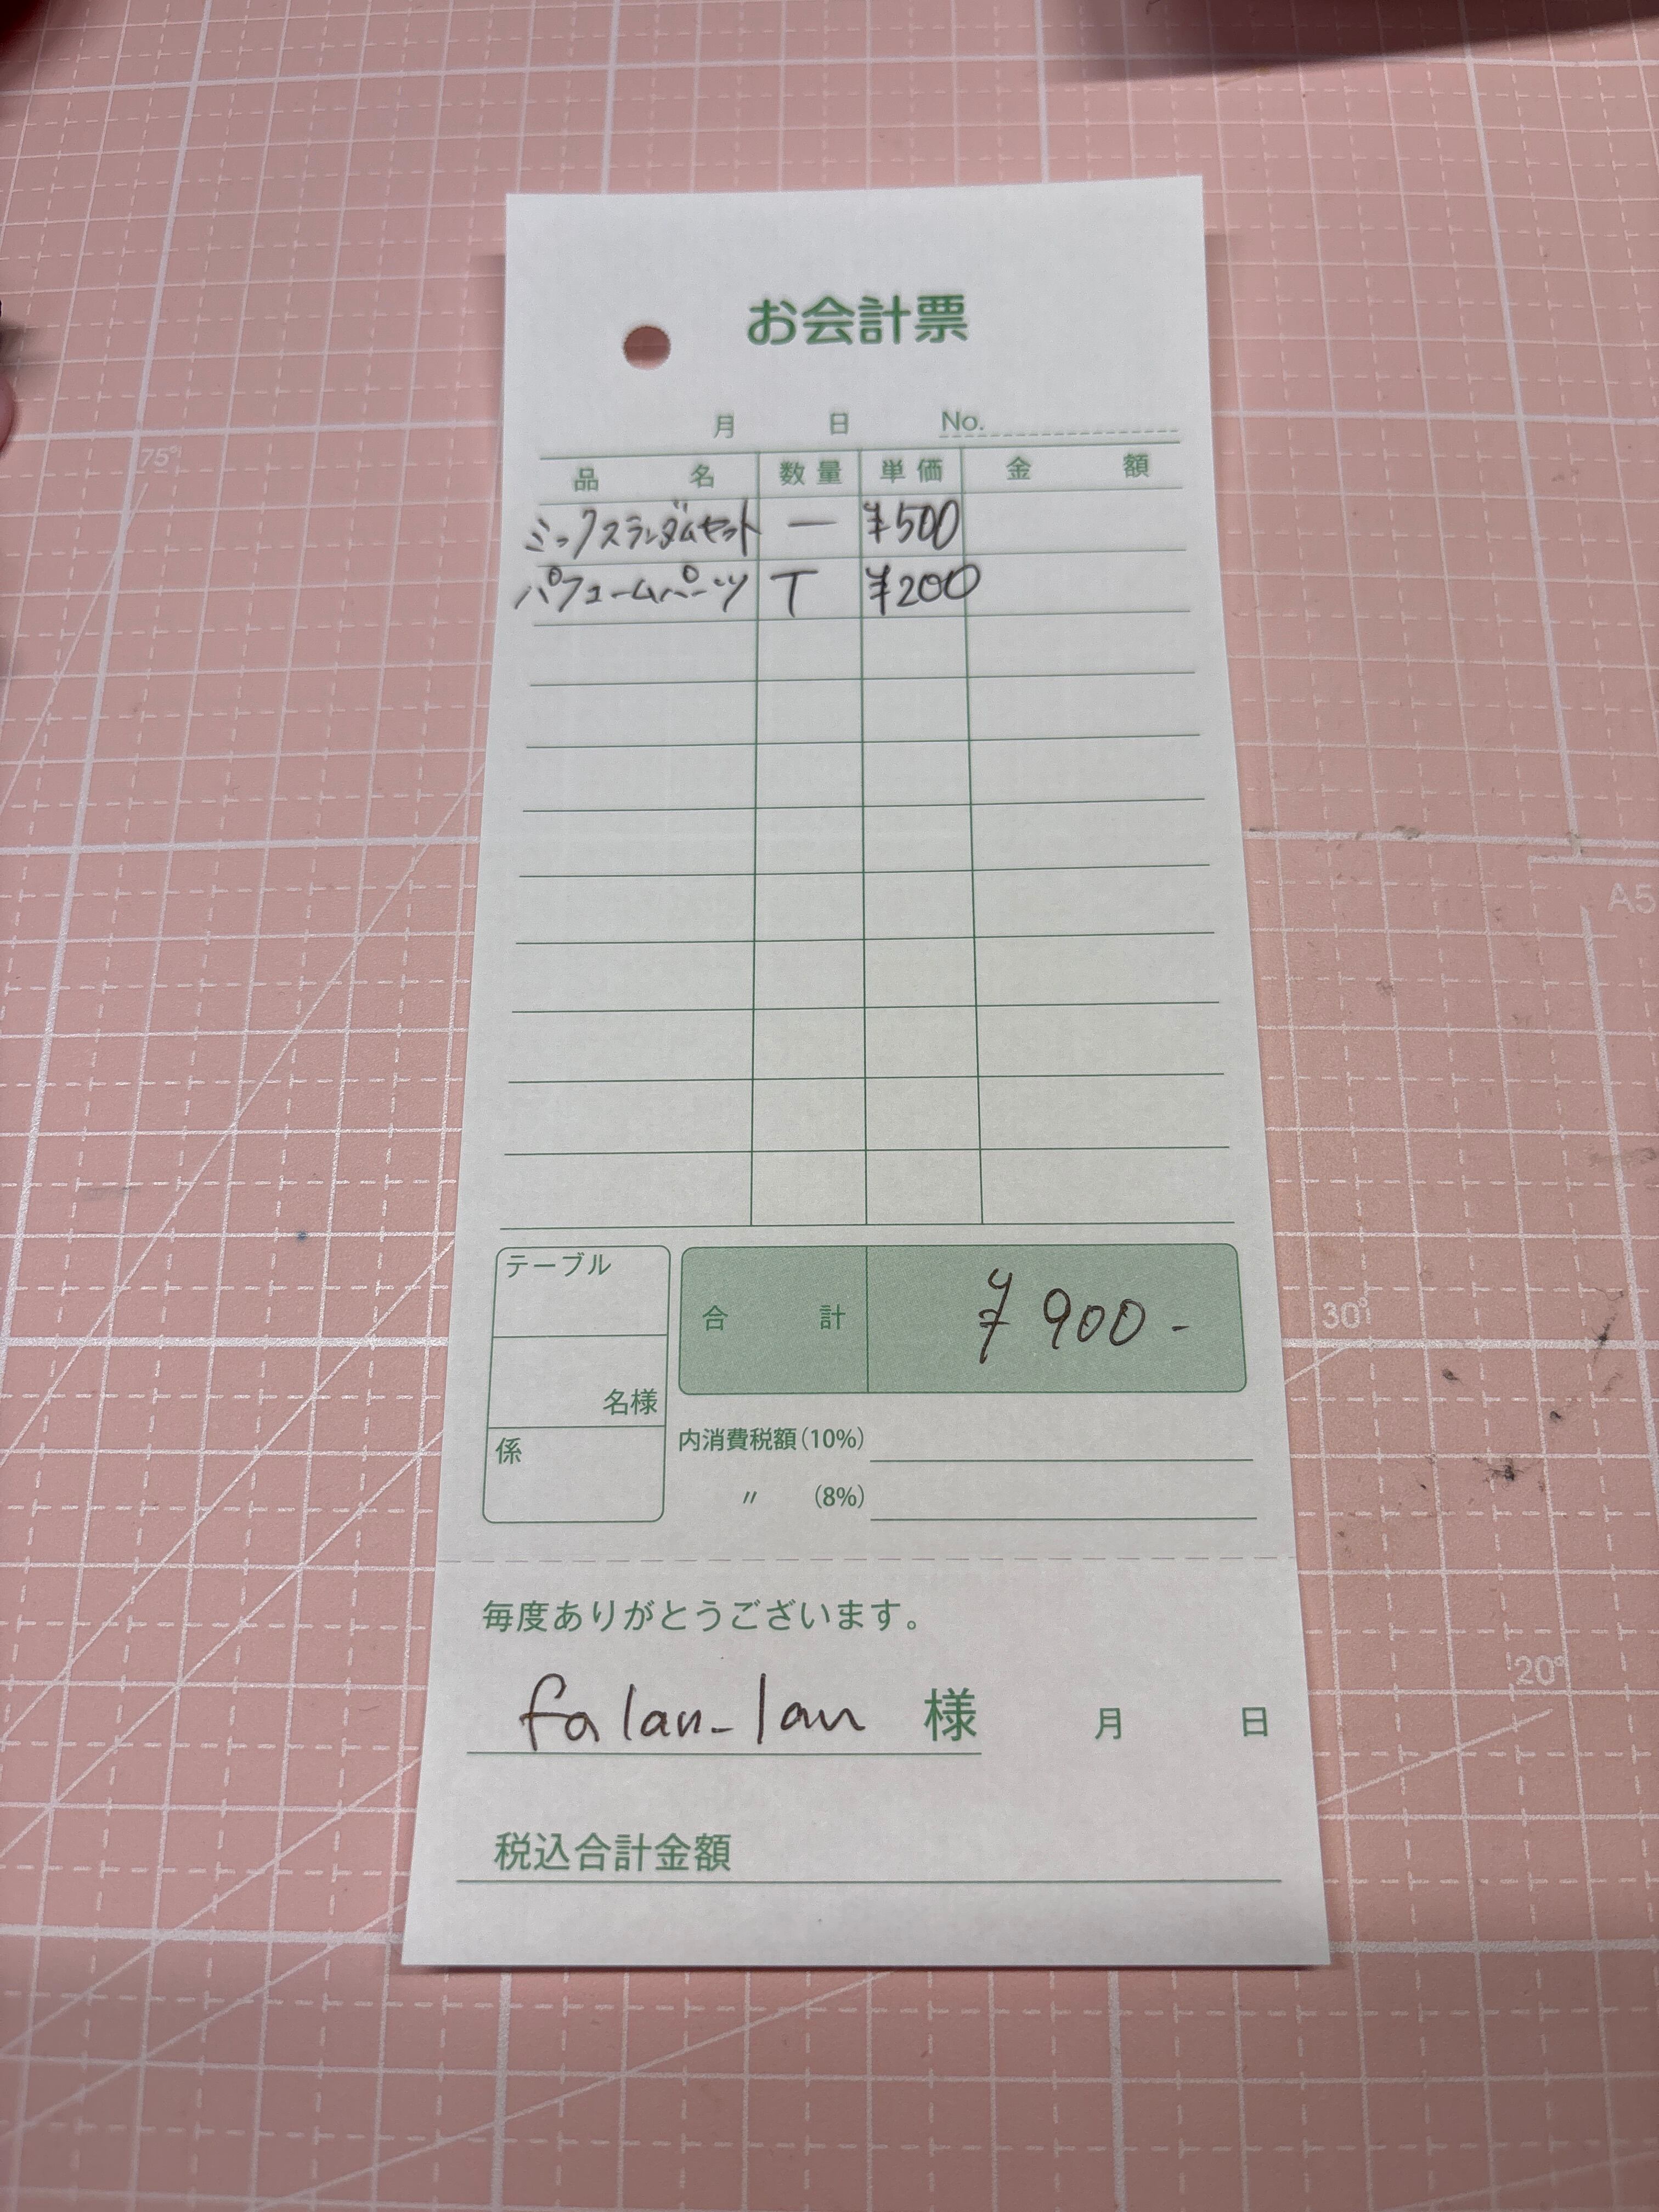 お会計票
月 日 No.
品名 数量 単価 金額
ミックスランダムセット 一 ¥500
パフュームパーツ T ¥200
テーブル
名様
係
合計 ¥900-
内消費税額(10%)
〃 (8%)
毎度ありがとうございます。
falan-lan 様 月 日
税込合計金額
75°
A5
30°
20°